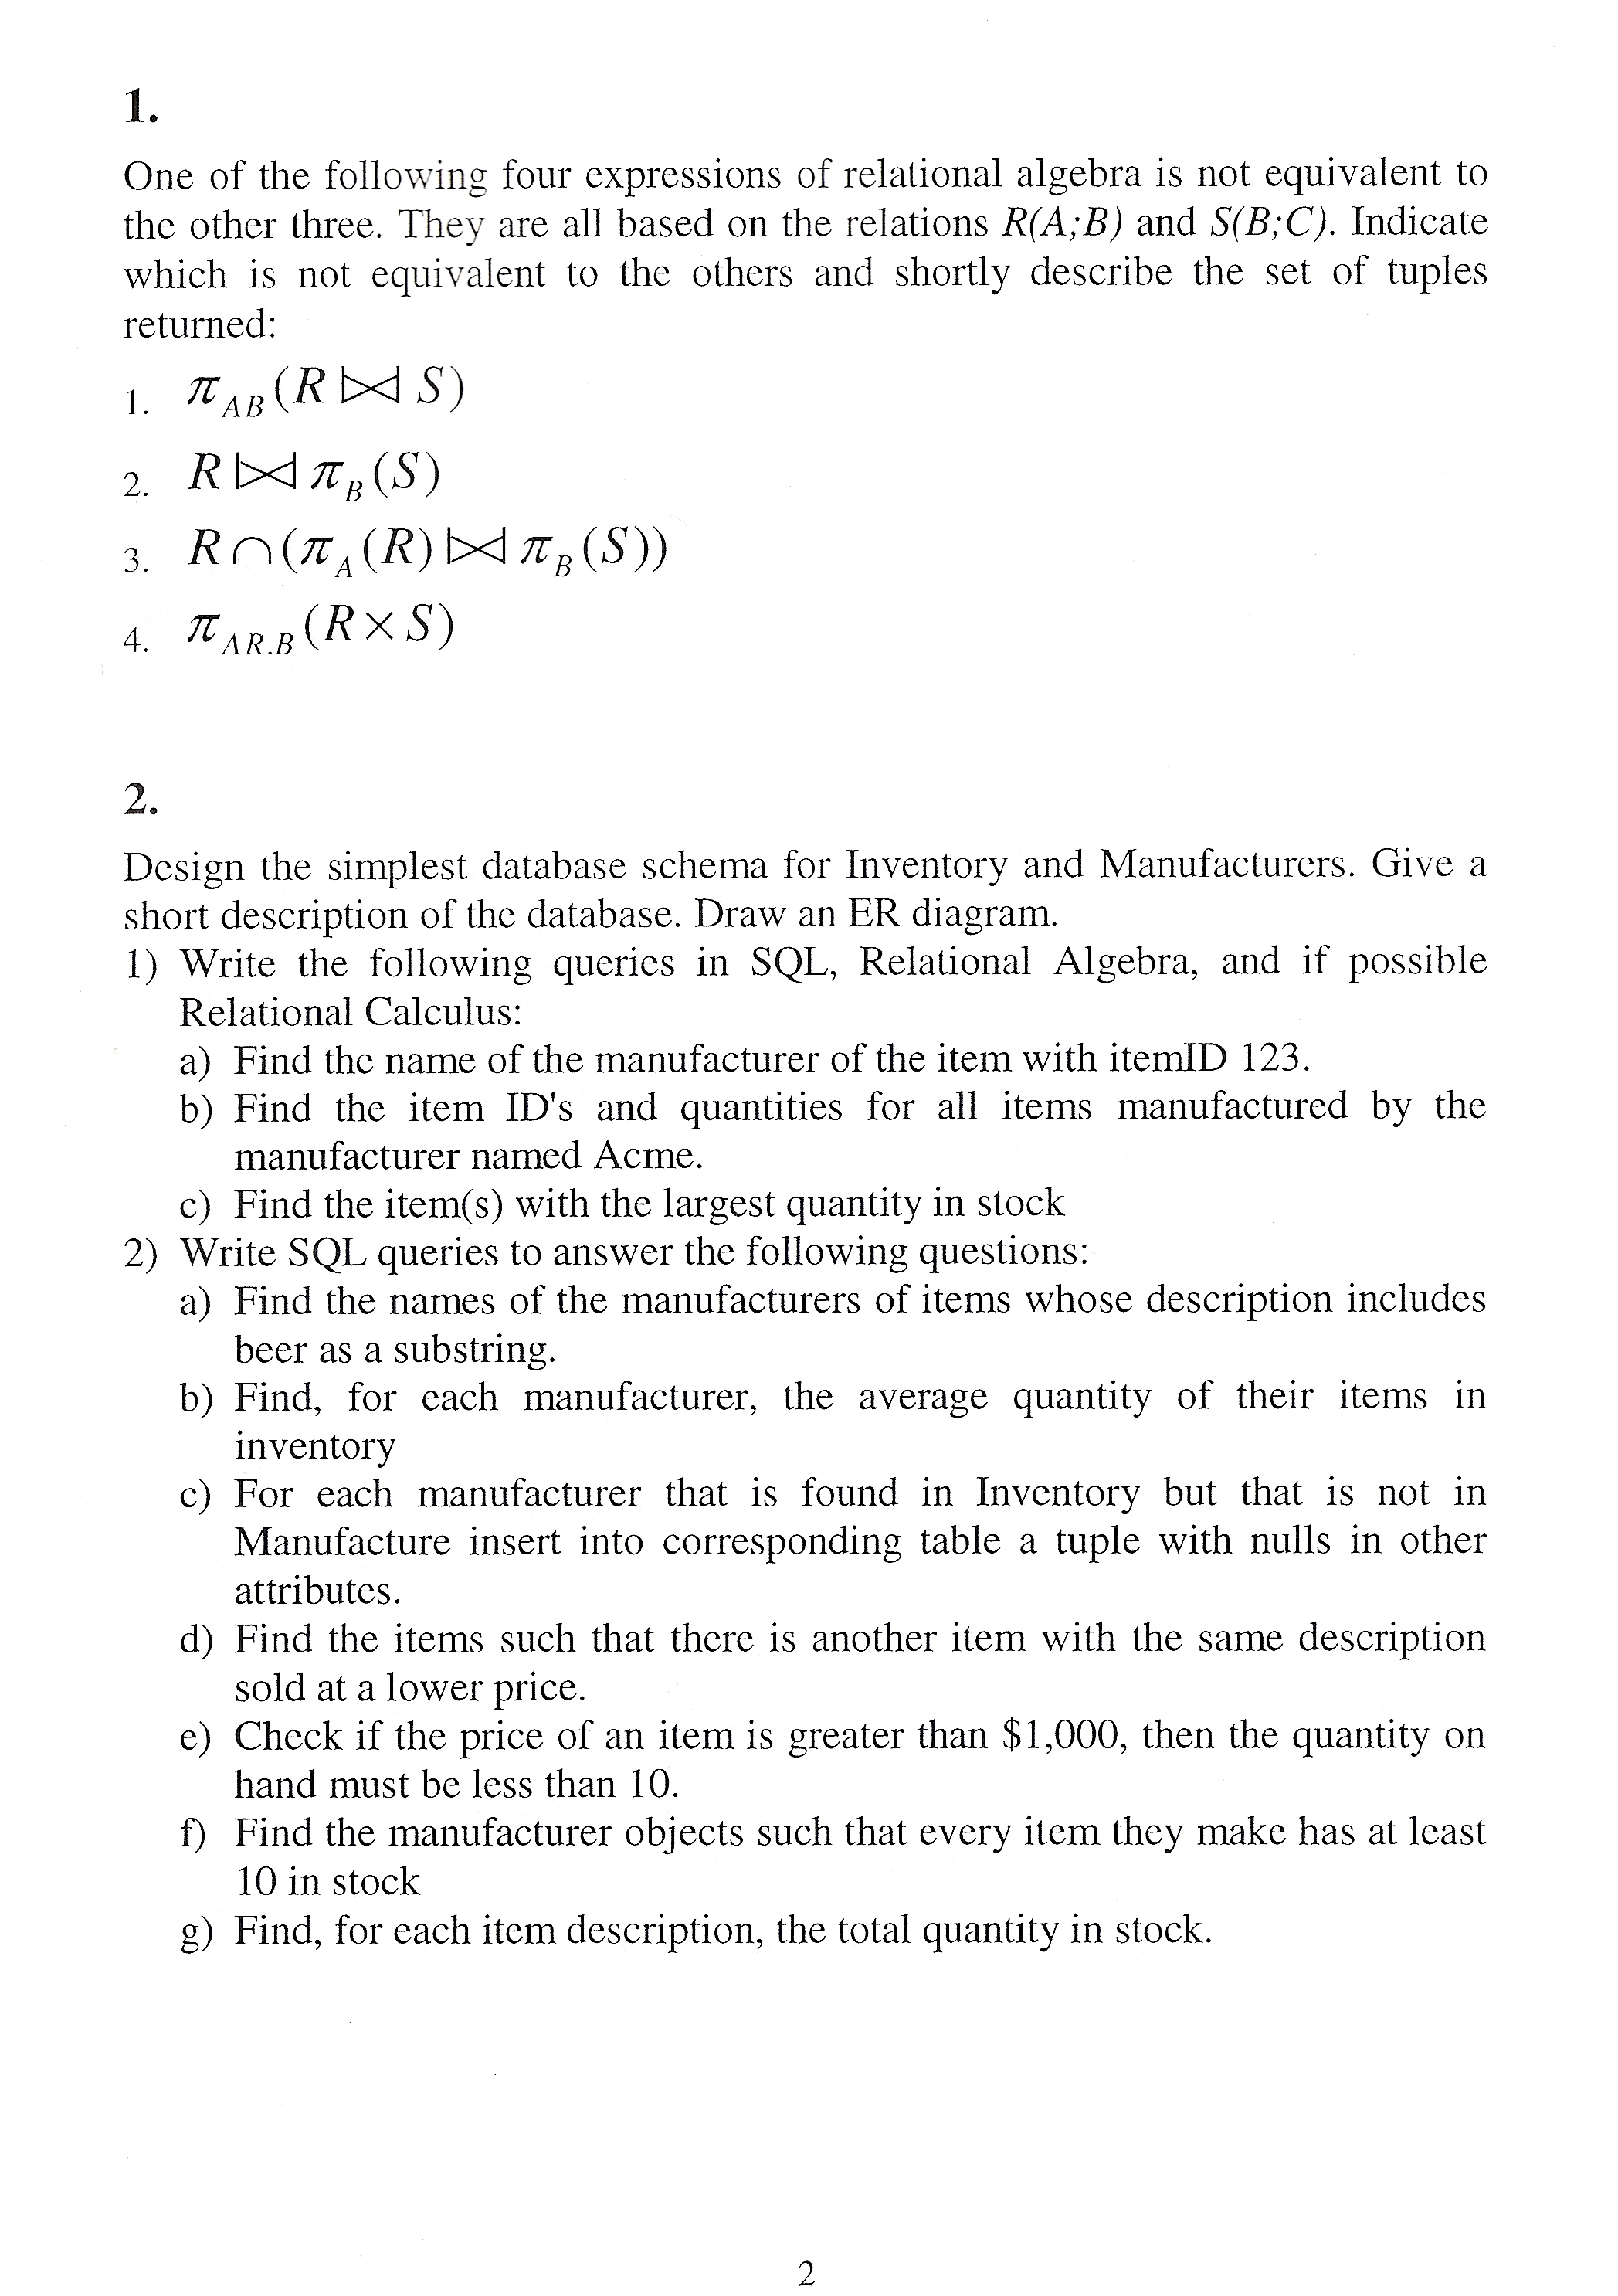 1.
One of the following four expressions of relational algebra is not equivalent to
the other three. They are all based on the relations R(A;B) and S(B;C). Indicate
which is not equivalent to the others and shortly describe the set of tuples
returned:
1. π_AB(R ⋈ S)
2. R ⋈ π_B(S)
3. R ∩ (π_A(R) ⋈ π_B(S))
4. π_AR.B(R × S)
2.
Design the simplest database schema for Inventory and Manufacturers. Give a
short description of the database. Draw an ER diagram.
1) Write the following queries in SQL, Relational Algebra, and if possible
Relational Calculus:
a) Find the name of the manufacturer of the item with itemID 123.
b) Find the item ID's and quantities for all items manufactured by the
manufacturer named Acme.
c) Find the item(s) with the largest quantity in stock
2) Write SQL queries to answer the following questions:
a) Find the names of the manufacturers of items whose description includes
beer as a substring.
b) Find, for each manufacturer, the average quantity of their items in
inventory
c) For each manufacturer that is found in Inventory but that is not in
Manufacture insert into corresponding table a tuple with nulls in other
attributes.
d) Find the items such that there is another item with the same description
sold at a lower price.
e) Check if the price of an item is greater than $1,000, then the quantity on
hand must be less than 10.
f) Find the manufacturer objects such that every item they make has at least
10 in stock
g) Find, for each item description, the total quantity in stock.
2